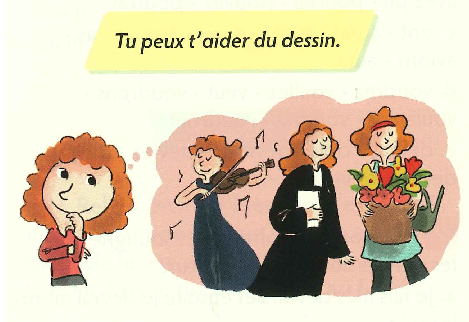 Tu peux t'aider du dessin.